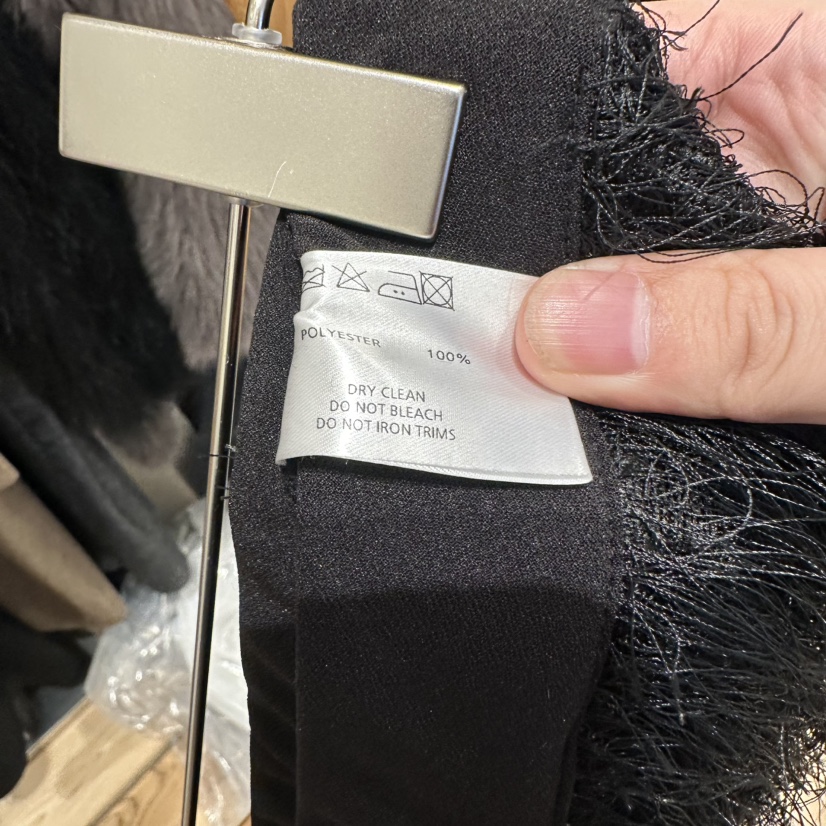 POLYESTER 100%
DRY CLEAN
DO NOT BLEACH
DO NOT IRON TRIMS